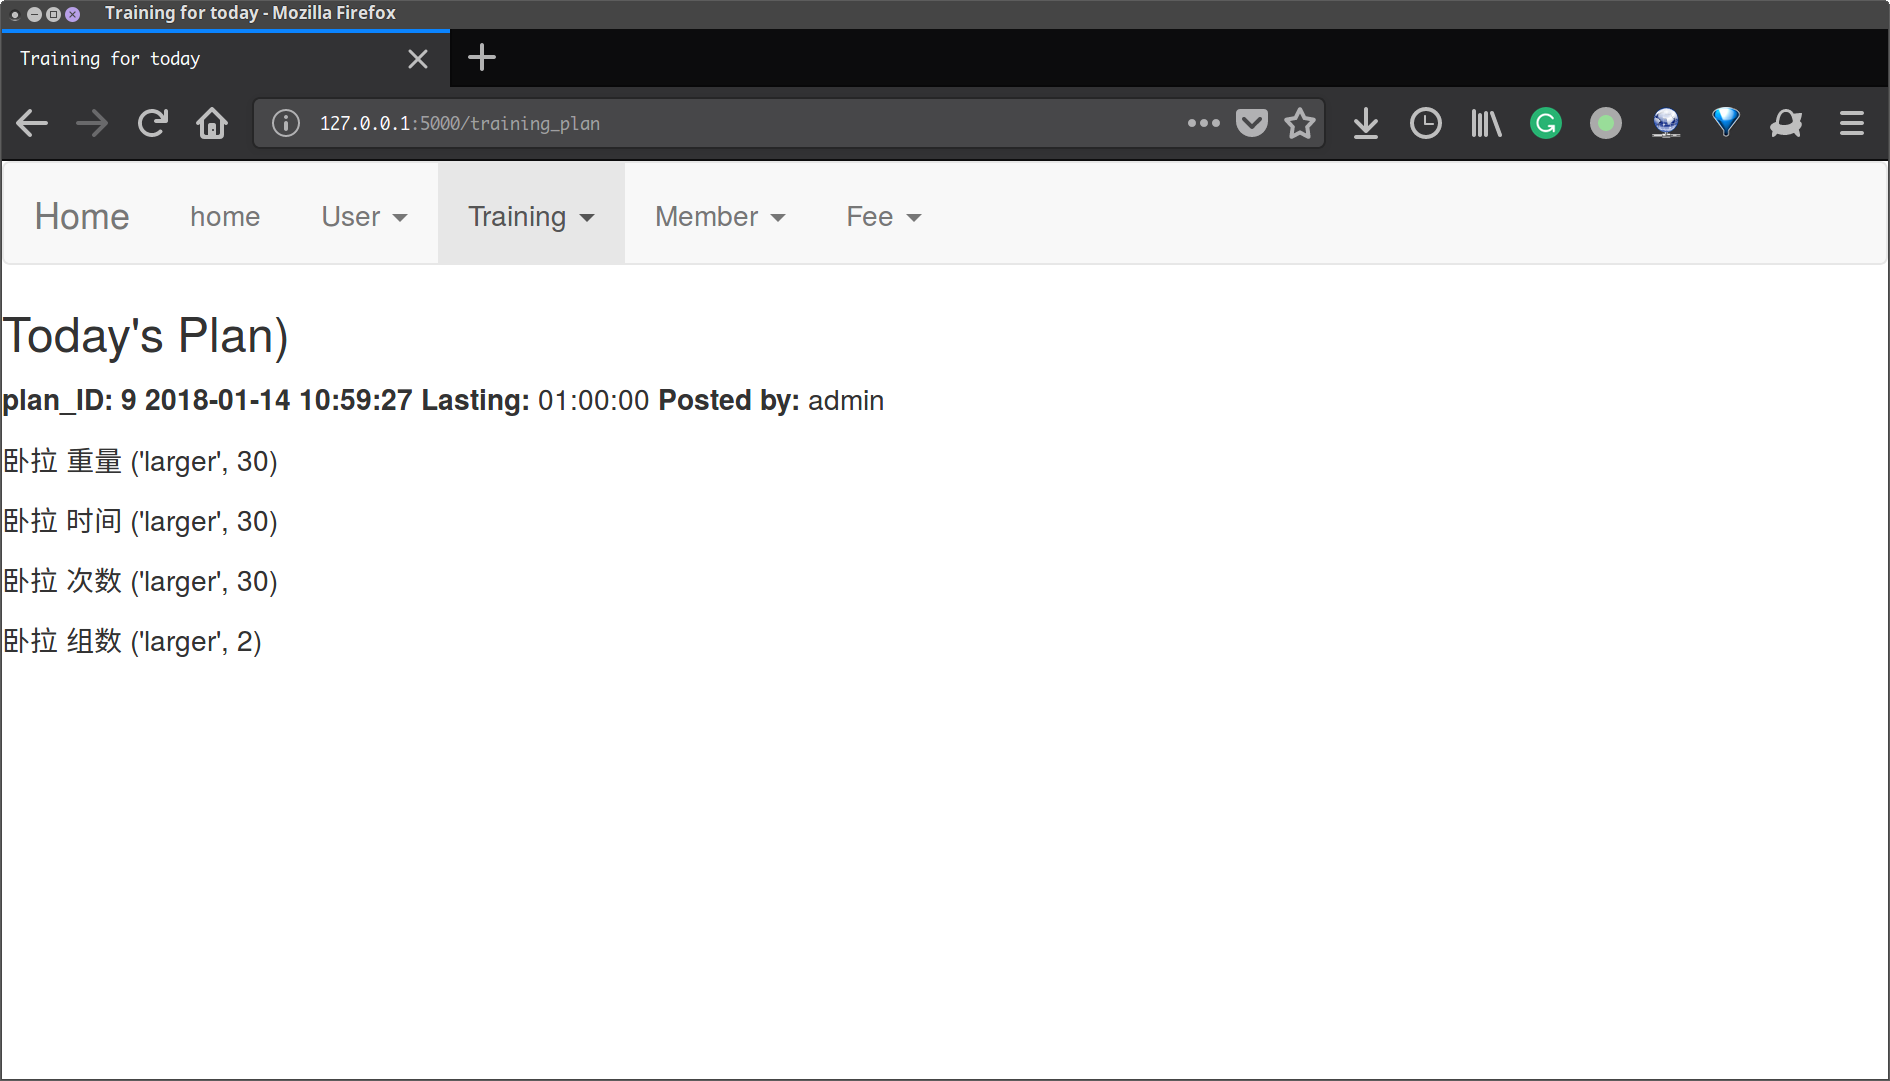 Training for today - Mozilla Firefox
Training for today
127.0.0.1:5000/training_plan
Home home User Training Member Fee
Today's Plan)
plan_ID: 9 2018-01-14 10:59:27 Lasting: 01:00:00 Posted by: admin
卧拉 重量 ('larger', 30)
卧拉 时间 ('larger', 30)
卧拉 次数 ('larger', 30)
卧拉 组数 ('larger', 2)